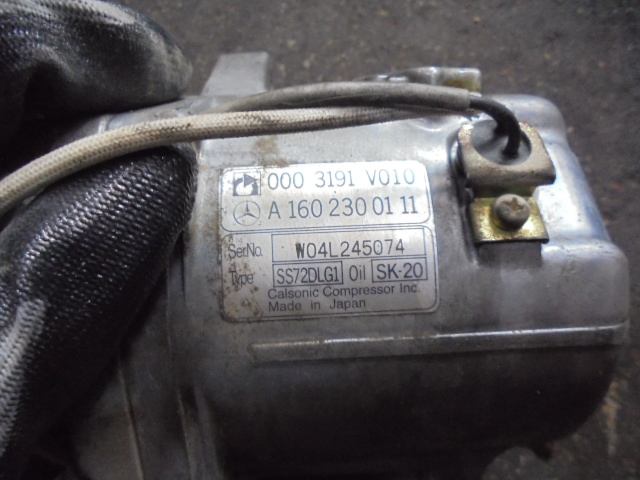 000 3191 V010
A 160 230 01 11
Ser No. W04L245074
Type SS72DLG1 Oil SK-20
Calsonic Compressor Inc.
Made in Japan